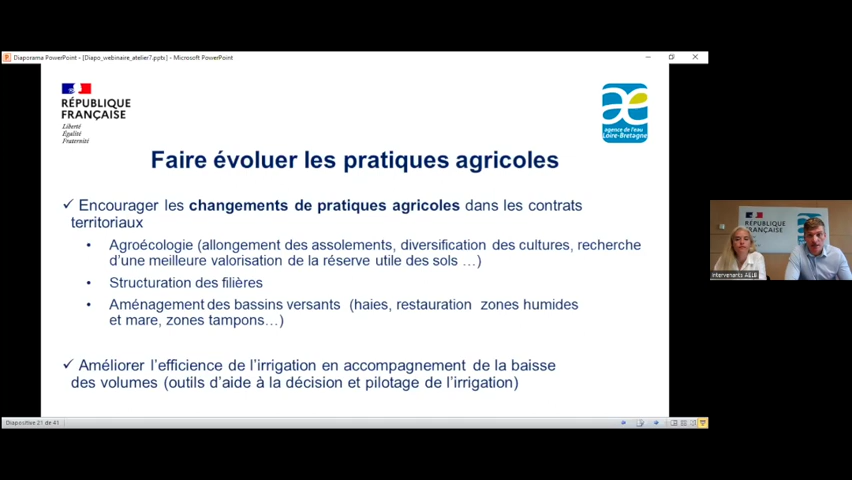 Diaporama PowerPoint - [Diapo_webinaire_atelier7.pptx] - Microsoft PowerPoint
RÉPUBLIQUE
FRANÇAISE
Liberté
Égalité
Fraternité
agence de l'eau
Loire-Bretagne
Faire évoluer les pratiques agricoles
✓ Encourager les changements de pratiques agricoles dans les contrats
territoriaux
• Agroécologie (allongement des assolements, diversification des cultures, recherche
d'une meilleure valorisation de la réserve utile des sols …)
• Structuration des filières
• Aménagement des bassins versants (haies, restauration zones humides
et mare, zones tampons…)
✓ Améliorer l'efficience de l'irrigation en accompagnement de la baisse
des volumes (outils d'aide à la décision et pilotage de l'irrigation)
Diapositive 21 de 41
RÉPUBLIQUE
FRANÇAISE
Intervenants AELB